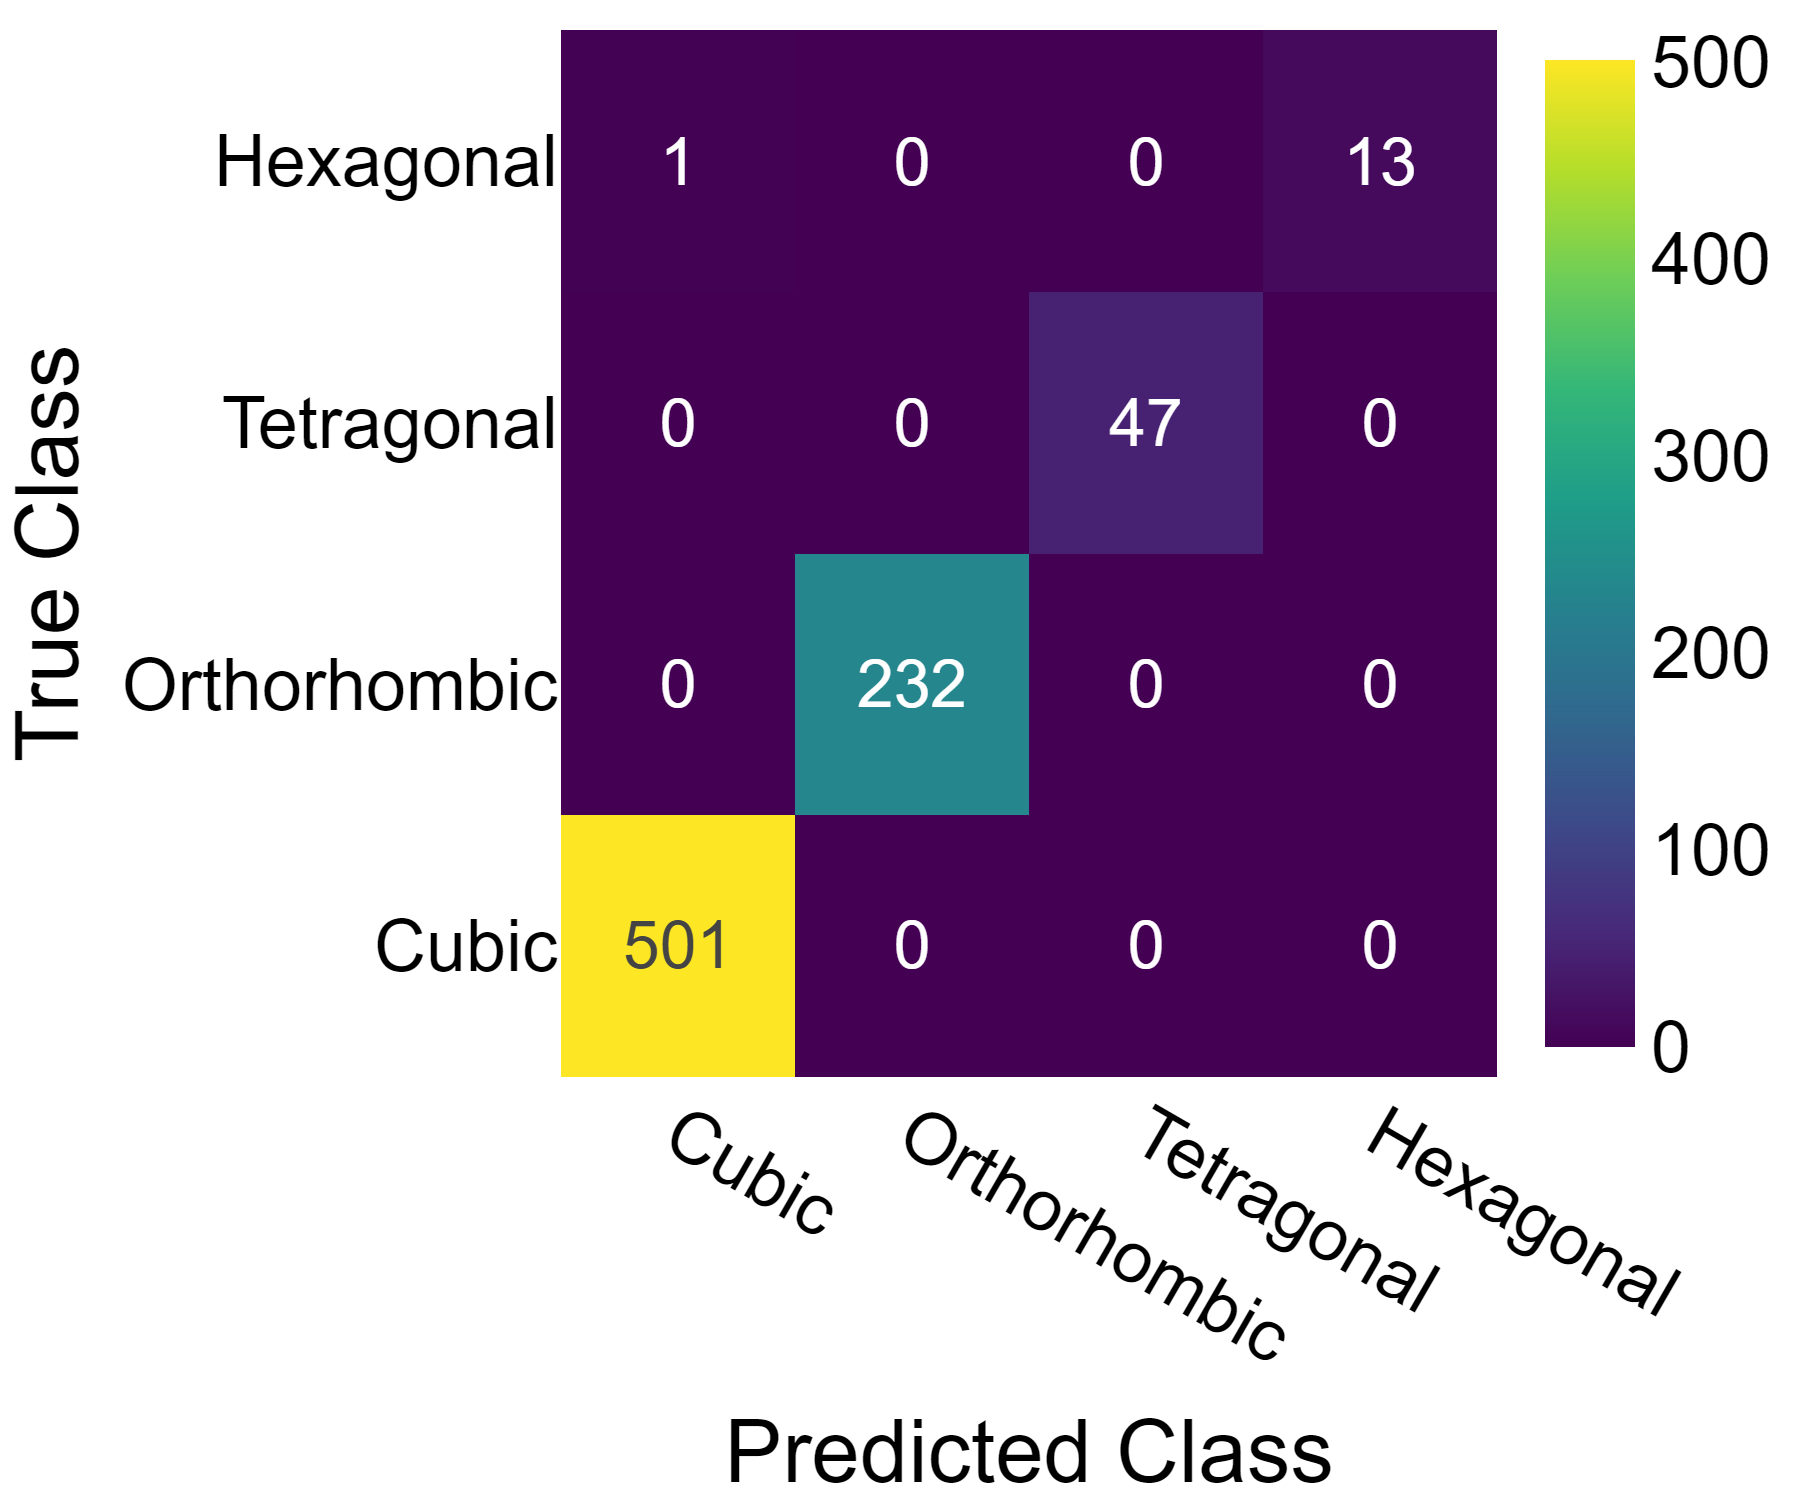 True Class
Hexagonal 1 0 0 13
Tetragonal 0 0 47 0
Orthorhombic 0 232 0 0
Cubic 501 0 0 0
Cubic Orthorhombic Tetragonal Hexagonal
Predicted Class
500
400
300
200
100
0